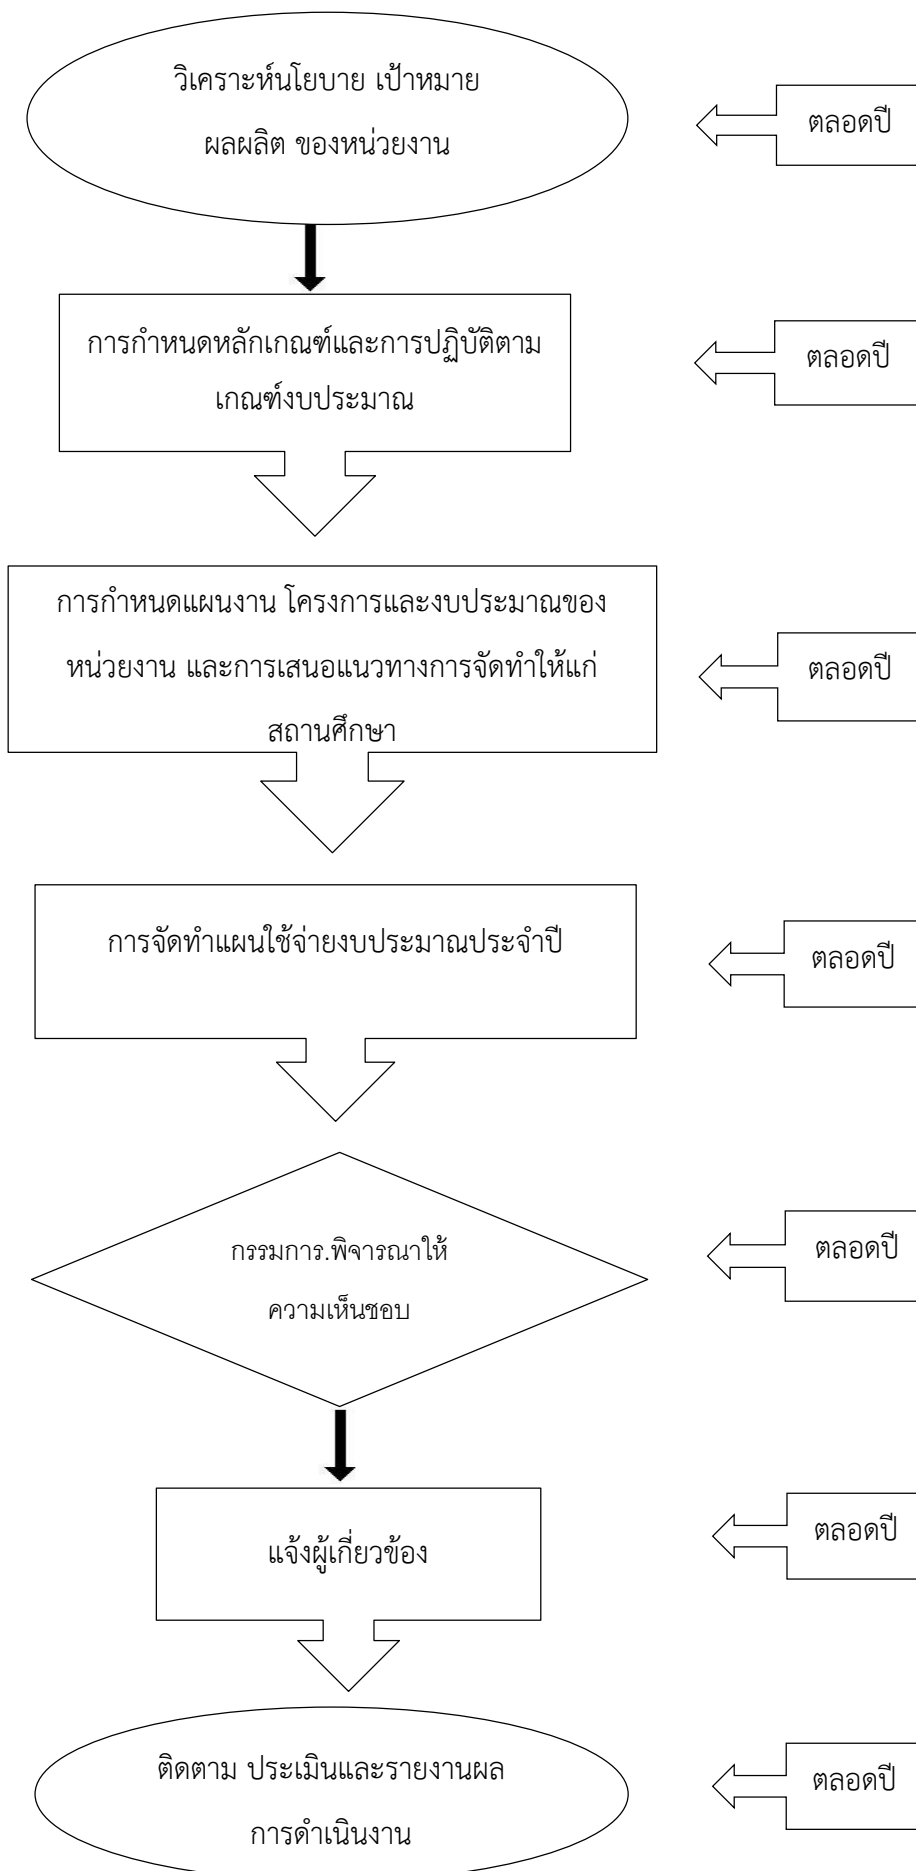 วิเคราะห์นโยบาย เป้าหมาย
ผลผลิต ของหน่วยงาน
ตลอดปี
การกำหนดหลักเกณฑ์และการปฏิบัติตาม
เกณฑ์งบประมาณ
ตลอดปี
การกำหนดแผนงาน โครงการและงบประมาณของ
หน่วยงาน และการเสนอแนวทางการจัดทำให้แก่
สถานศึกษา
ตลอดปี
การจัดทำแผนใช้จ่ายงบประมาณประจำปี
ตลอดปี
กรรมการ.พิจารณาให้
ความเห็นชอบ
ตลอดปี
แจ้งผู้เกี่ยวข้อง
ตลอดปี
ติดตาม ประเมินและรายงานผล
การดำเนินงาน
ตลอดปี